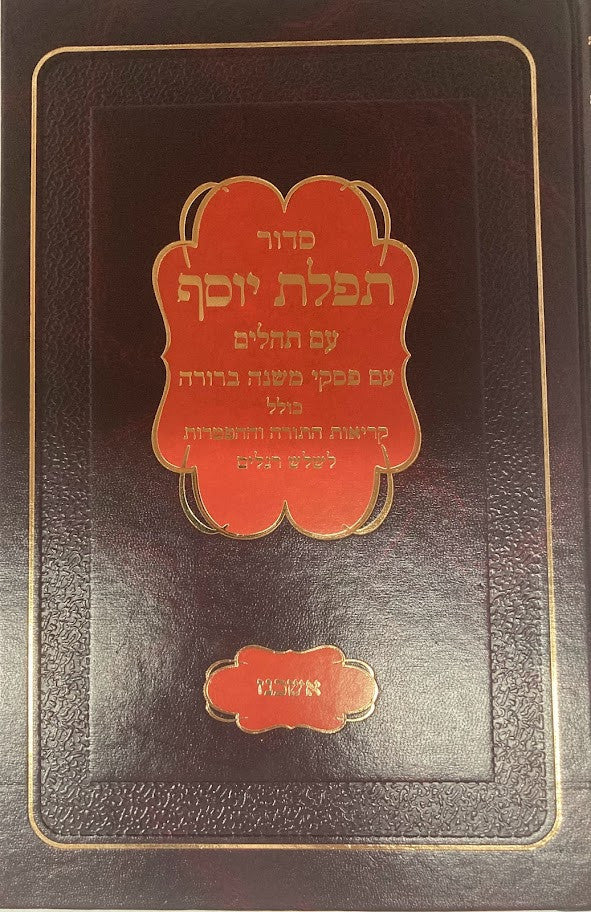 סדור
תפלת יוסף
עם תהלים
עם פסקי משנה ברורה
כולל
קריאות התורה וההפטרות
לשלש רגלים
אשכנז